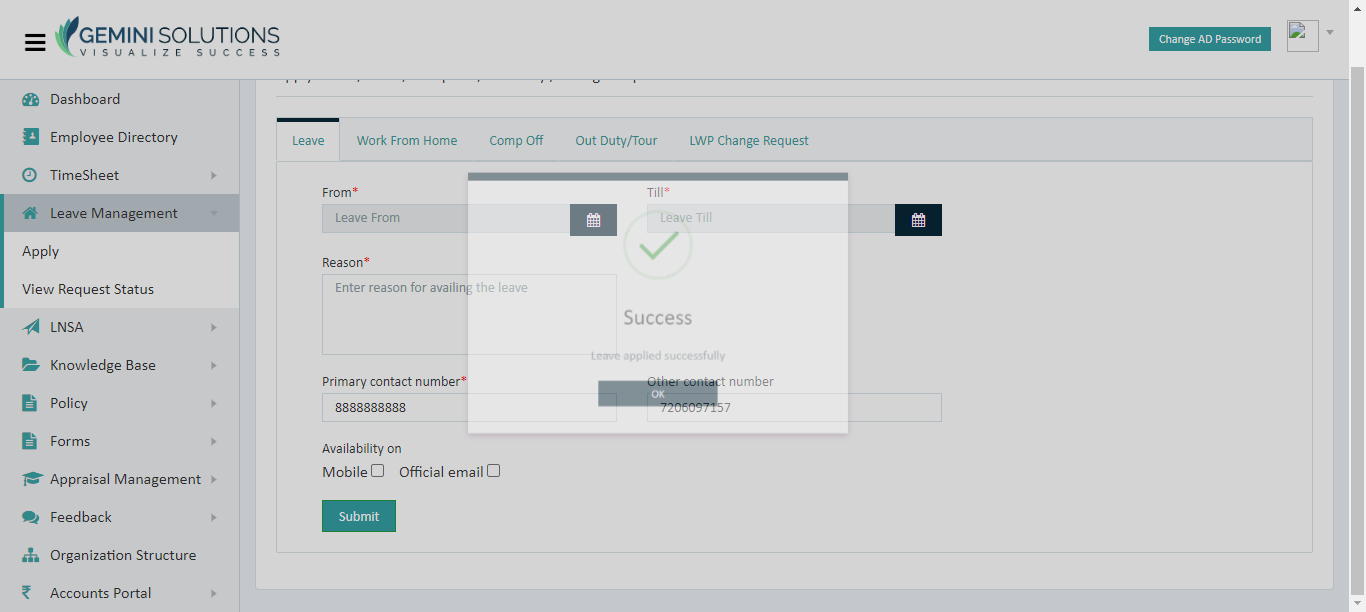 GEMINI SOLUTIONS
VISUALIZE SUCCESS
Change AD Password
Dashboard
Employee Directory
TimeSheet
Leave Management
Apply
View Request Status
LNSA
Knowledge Base
Policy
Forms
Appraisal Management
Feedback
Organization Structure
Accounts Portal
Leave Work From Home Comp Off Out Duty/Tour LWP Change Request
From* Till*
Leave From Leave Till
Reason*
Enter reason for availing the leave
Success
Leave applied successfully
OK
Primary contact number* Other contact number
8888888888 7206097157
Availability on
Mobile Official email
Submit